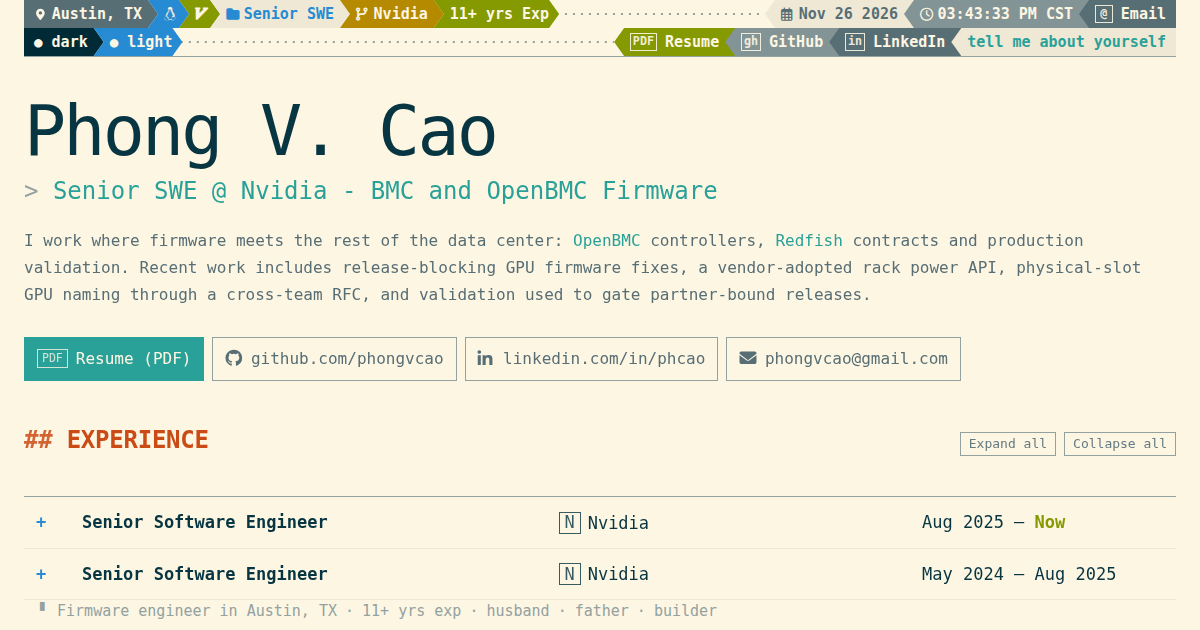 Austin, TX Senior SWE Nvidia 11+ yrs Exp Nov 26 2026 03:43:33 PM CST @ Email
● dark ● light PDF Resume gh GitHub in LinkedIn tell me about yourself
Phong V. Cao
> Senior SWE @ Nvidia - BMC and OpenBMC Firmware
I work where firmware meets the rest of the data center: OpenBMC controllers, Redfish contracts and production
validation. Recent work includes release-blocking GPU firmware fixes, a vendor-adopted rack power API, physical-slot
GPU naming through a cross-team RFC, and validation used to gate partner-bound releases.
PDF Resume (PDF) github.com/phongvcao linkedin.com/in/phcao phongvcao@gmail.com
## EXPERIENCE Expand all Collapse all
+ Senior Software Engineer N Nvidia Aug 2025 — Now
+ Senior Software Engineer N Nvidia May 2024 — Aug 2025
Firmware engineer in Austin, TX · 11+ yrs exp · husband · father · builder